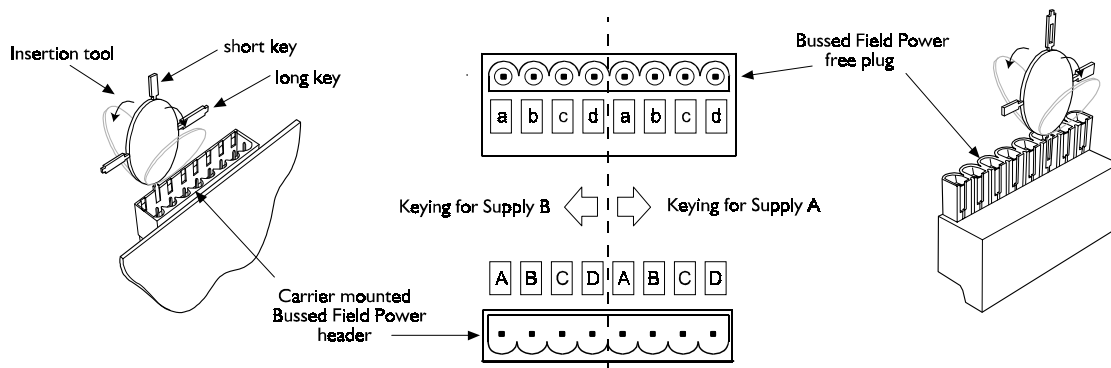 Insertion tool
short key
long key
Bussed Field Power
free plug
a b c d a b c d
Keying for Supply B
Keying for Supply A
A B C D A B C D
Carrier mounted
Bussed Field Power
header